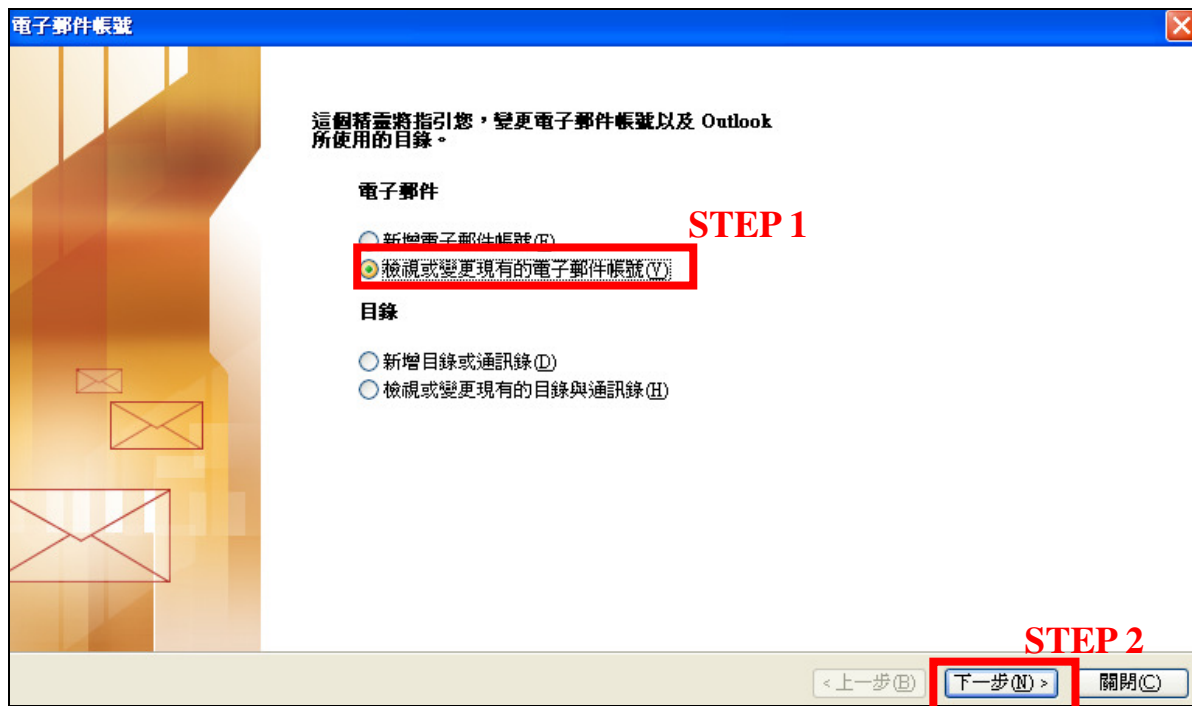 電子郵件帳號
這個精靈將指引您，變更電子郵件帳號以及 Outlook
所使用的目錄。
電子郵件
STEP 1
新增電子郵件帳號(E)
檢視或變更現有的電子郵件帳號(V)
目錄
新增目錄或通訊錄(D)
檢視或變更現有的目錄與通訊錄(H)
STEP 2
<上一步(B) 下一步(N) > 關閉(C)